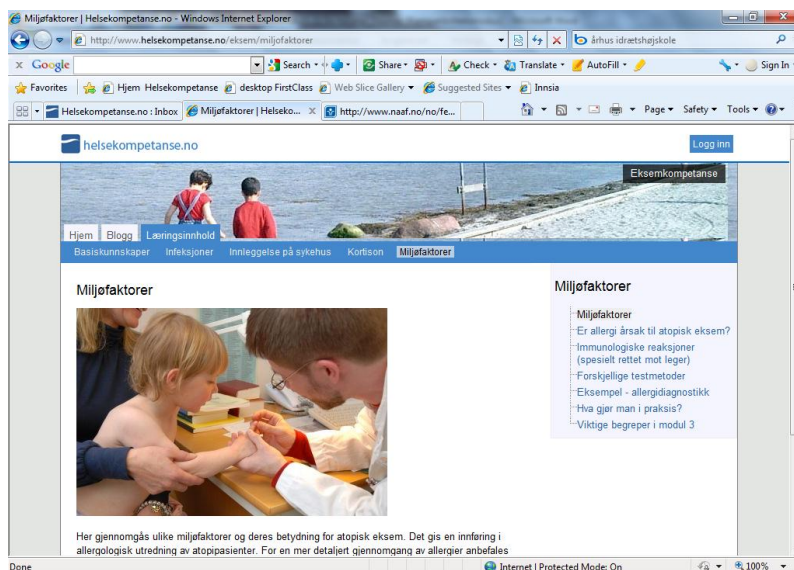 Miljøfaktorer | Helsekompetanse.no - Windows Internet Explorer
http://www.helsekompetanse.no/eksem/miljofaktorer
århus idrætshøjskole
x Google Search Share Check Translate AutoFill Sign In
Favorites Hjem Helsekompetanse desktop FirstClass Web Slice Gallery Suggested Sites Innsia
Helsekompetanse.no : Inbox Miljøfaktorer | Helseko... x http://www.naaf.no/no/fe... Page Safety Tools
helsekompetanse.no
Logg inn
Eksemkompetanse
Hjem Blogg Læringsinnhold
Basiskunnskaper Infeksjoner Innleggelse på sykehus Kortison Miljøfaktorer
Miljøfaktorer
Her gjennomgås ulike miljøfaktorer og deres betydning for atopisk eksem. Det gis en innføring i
allergologisk utredning av atopipasienter. For en mer detaljert gjennomgang av allergier anbefales
Miljøfaktorer
Miljøfaktorer
Er allergi årsak til atopisk eksem?
Immunologiske reaksjoner
(spesielt rettet mot leger)
Forskjellige testmetoder
Eksempel - allergidiagnostikk
Hva gjør man i praksis?
Viktige begreper i modul 3
Done Internet | Protected Mode: On 100%